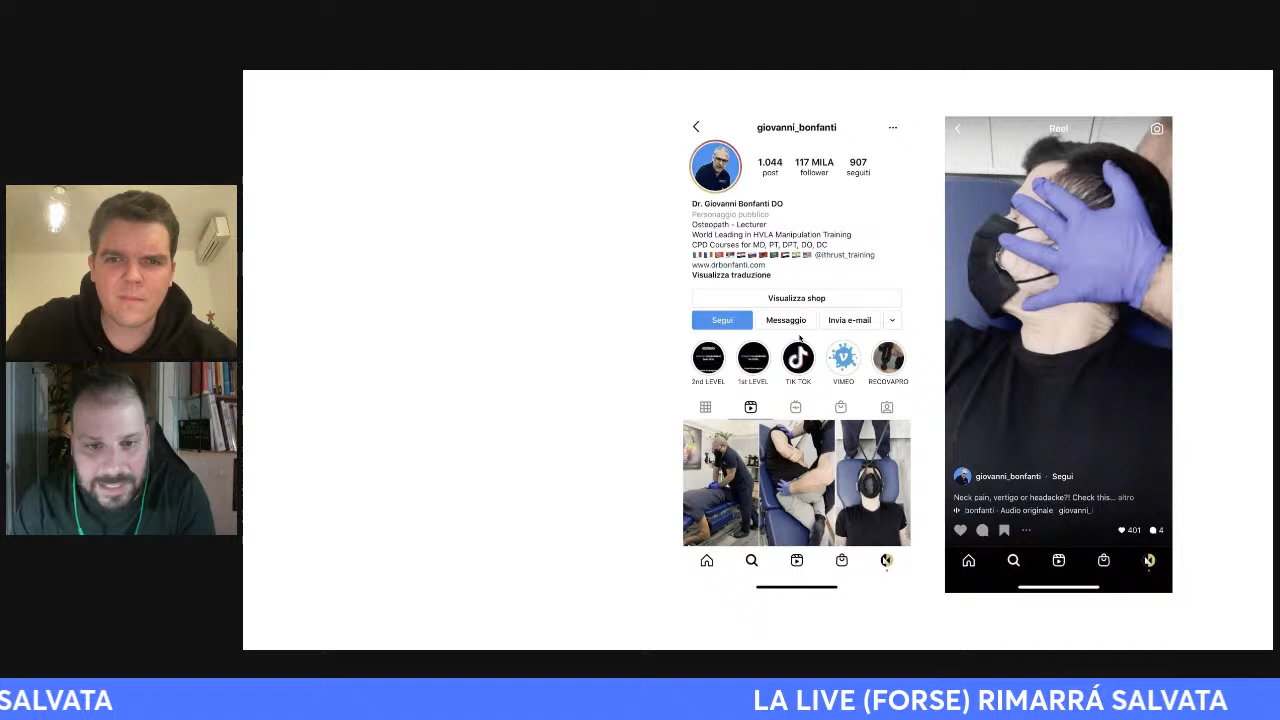 giovanni_bonfanti
1.044
117 MILA
907
post
follower
seguiti
Dr. Giovanni Bonfanti DO
Personaggio pubblico
Osteopath - Lecturer
World Leading in HVLA Manipulation Training
CPD Courses for MD, PT, DPT, DO, DC
@ithrust_training
www.drbonfanti.com
Visualizza traduzione
Visualizza shop
Segui
Messaggio
Invia e-mail
2nd LEVEL
1st LEVEL
TIK TOK
VIMEO
RECOVAPRO
Reel
giovanni_bonfanti · Segui
Neck pain, vertigo or headacke?! Check this... altro
bonfanti · Audio originale giovanni_
401
4
SALVATA
LA LIVE (FORSE) RIMARRÁ SALVATA